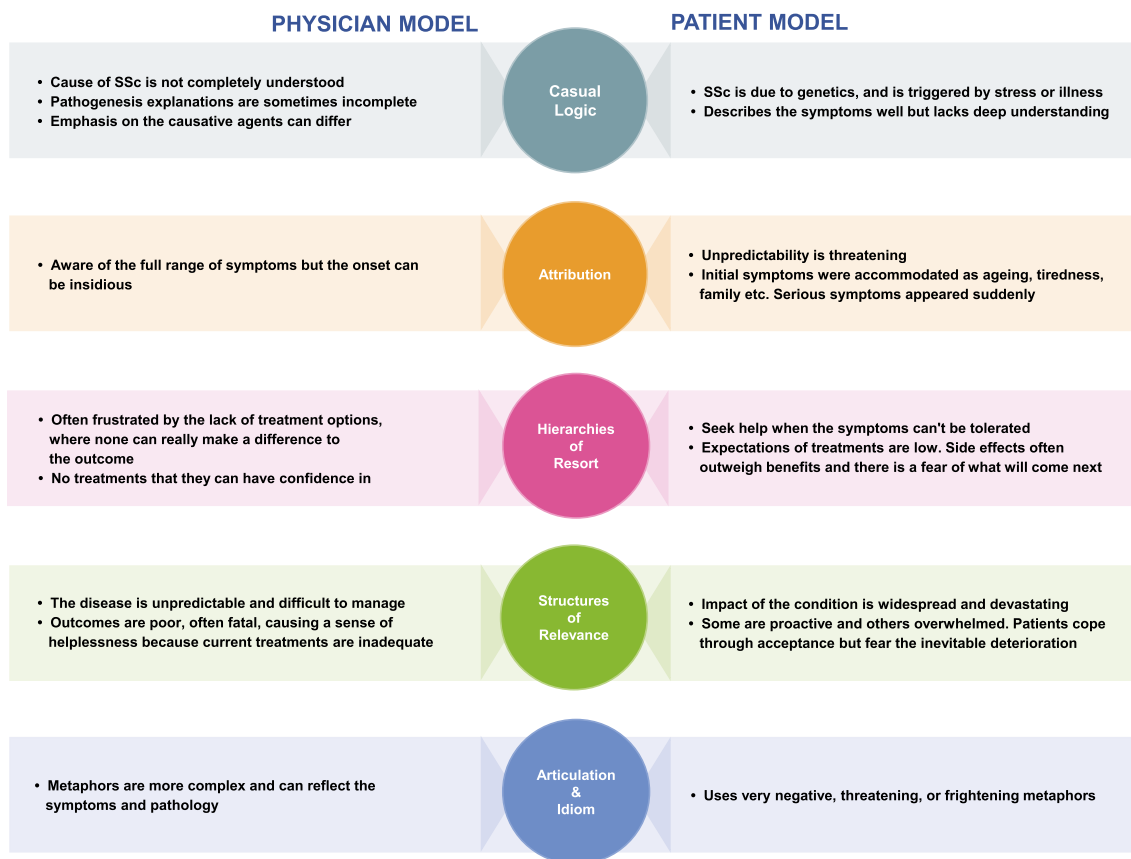 PHYSICIAN MODEL
PATIENT MODEL
• Cause of SSc is not completely understood
• Pathogenesis explanations are sometimes incomplete
• Emphasis on the causative agents can differ
Casual
Logic
• SSc is due to genetics, and is triggered by stress or illness
• Describes the symptoms well but lacks deep understanding
• Aware of the full range of symptoms but the onset can
be insidious
Attribution
• Unpredictability is threatening
• Initial symptoms were accommodated as ageing, tiredness,
family etc. Serious symptoms appeared suddenly
• Often frustrated by the lack of treatment options,
where none can really make a difference to
the outcome
• No treatments that they can have confidence in
Hierarchies
of
Resort
• Seek help when the symptoms can't be tolerated
• Expectations of treatments are low. Side effects often
outweigh benefits and there is a fear of what will come next
• The disease is unpredictable and difficult to manage
• Outcomes are poor, often fatal, causing a sense of
helplessness because current treatments are inadequate
Structures
of
Relevance
• Impact of the condition is widespread and devastating
• Some are proactive and others overwhelmed. Patients cope
through acceptance but fear the inevitable deterioration
• Metaphors are more complex and can reflect the
symptoms and pathology
Articulation
&
Idiom
• Uses very negative, threatening, or frightening metaphors